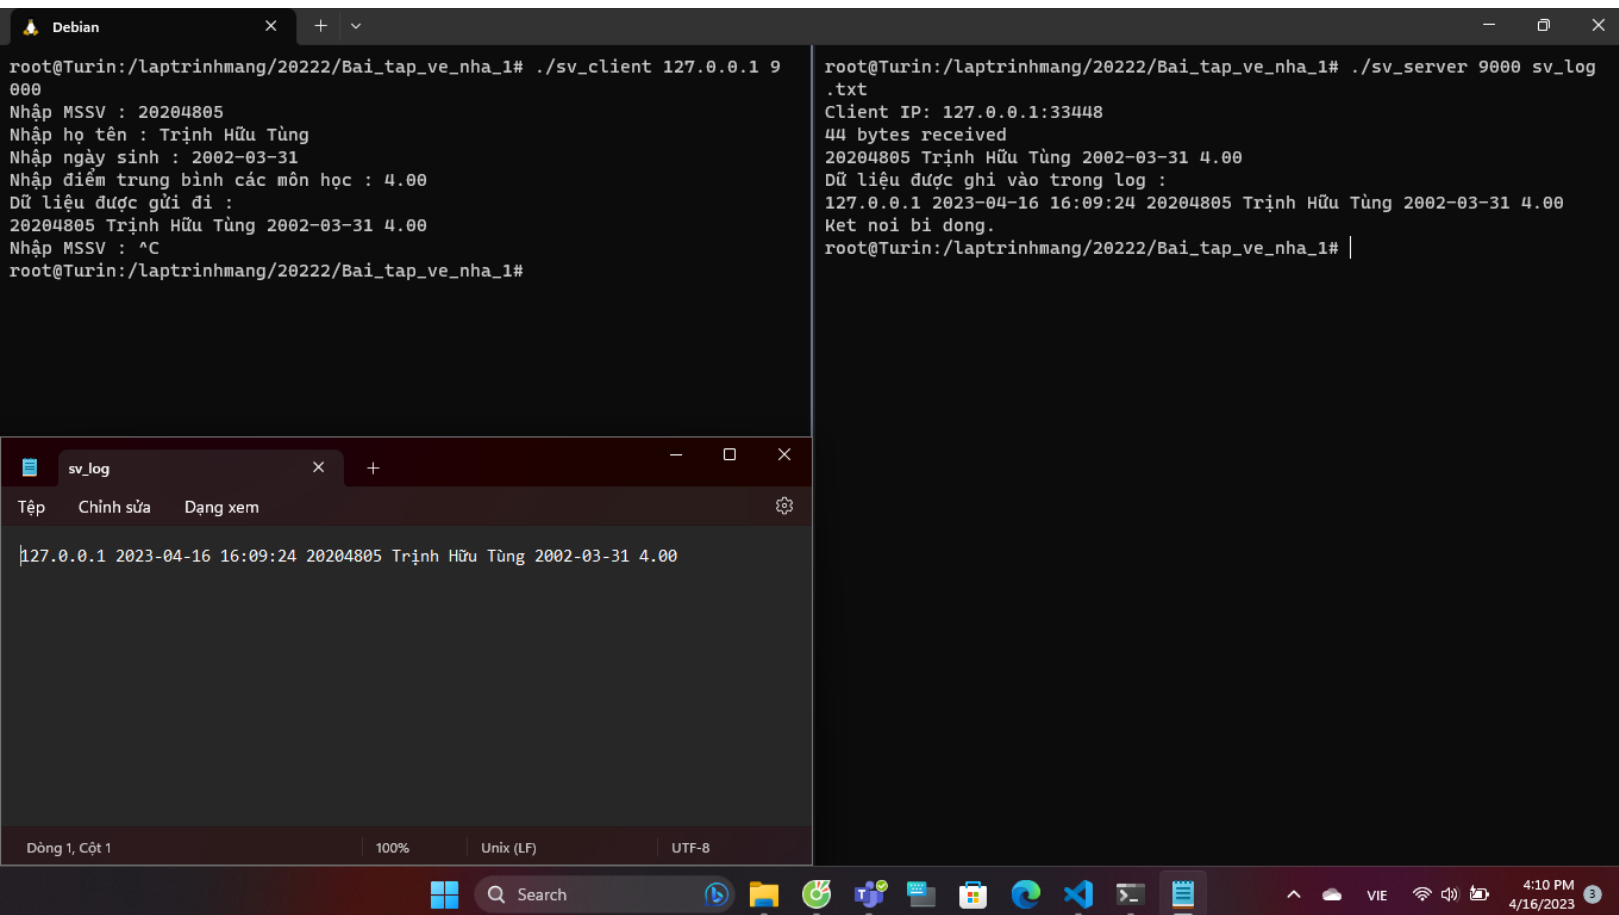 Debian
root@Turin:/laptrinhmang/20222/Bai_tap_ve_nha_1# ./sv_client 127.0.0.1 9
000
Nhập MSSV : 20204805
Nhập họ tên : Trịnh Hữu Tùng
Nhập ngày sinh : 2002-03-31
Nhập điểm trung bình các môn học : 4.00
Dữ liệu được gửi đi :
20204805 Trịnh Hữu Tùng 2002-03-31 4.00
Nhập MSSV : ^C
root@Turin:/laptrinhmang/20222/Bai_tap_ve_nha_1#
root@Turin:/laptrinhmang/20222/Bai_tap_ve_nha_1# ./sv_server 9000 sv_log
.txt
Client IP: 127.0.0.1:33448
44 bytes received
20204805 Trịnh Hữu Tùng 2002-03-31 4.00
Dữ liệu được ghi vào trong log :
127.0.0.1 2023-04-16 16:09:24 20204805 Trịnh Hữu Tùng 2002-03-31 4.00
Ket noi bi dong.
root@Turin:/laptrinhmang/20222/Bai_tap_ve_nha_1#
sv_log
Tệp Chỉnh sửa Dạng xem
127.0.0.1 2023-04-16 16:09:24 20204805 Trịnh Hữu Tùng 2002-03-31 4.00
Dòng 1, Cột 1 100% Unix (LF) UTF-8
Search
VIE
4:10 PM
4/16/2023
3